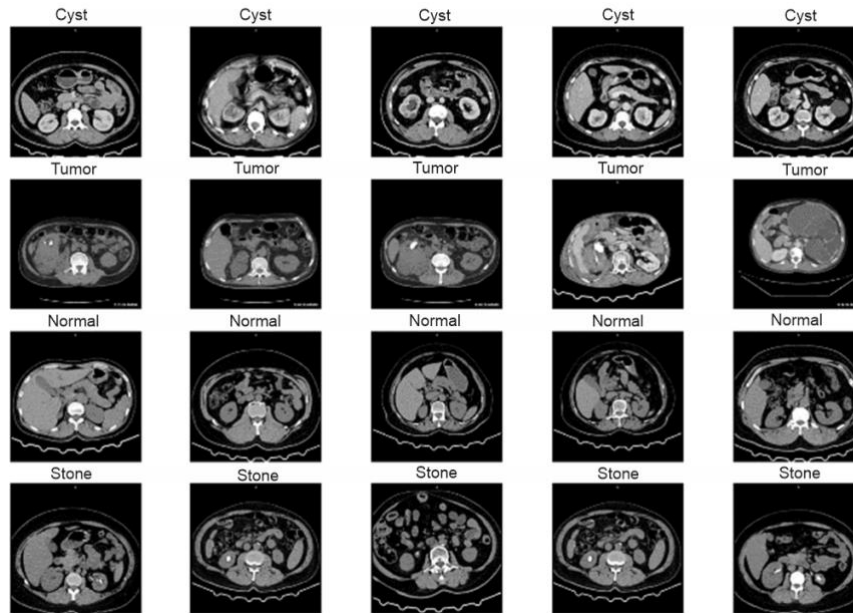 Cyst Cyst Cyst Cyst Cyst
Tumor Tumor Tumor Tumor Tumor
Normal Normal Normal Normal Normal
Stone Stone Stone Stone Stone